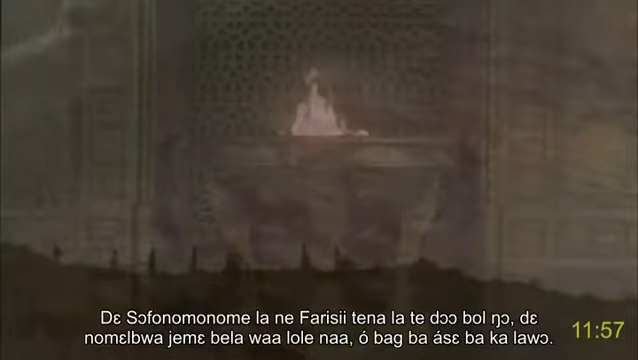 Dɛ Sɔfonomonome la ne Farisii tena la te dɔɔ bol ŋɔ, dɛ
nomɛlbwa jemɛ bela waa lole naa, ó bag ba ásɛ ba ka lawɔ.
11:57